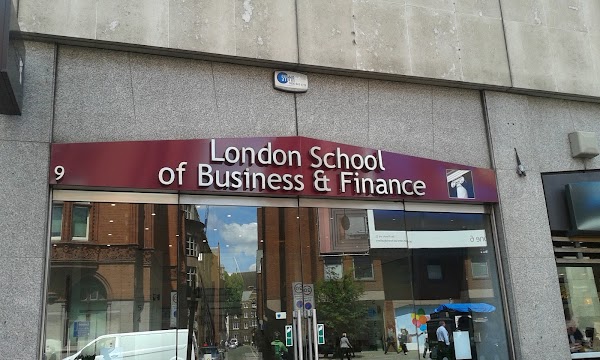 9
London School
of Business & Finance